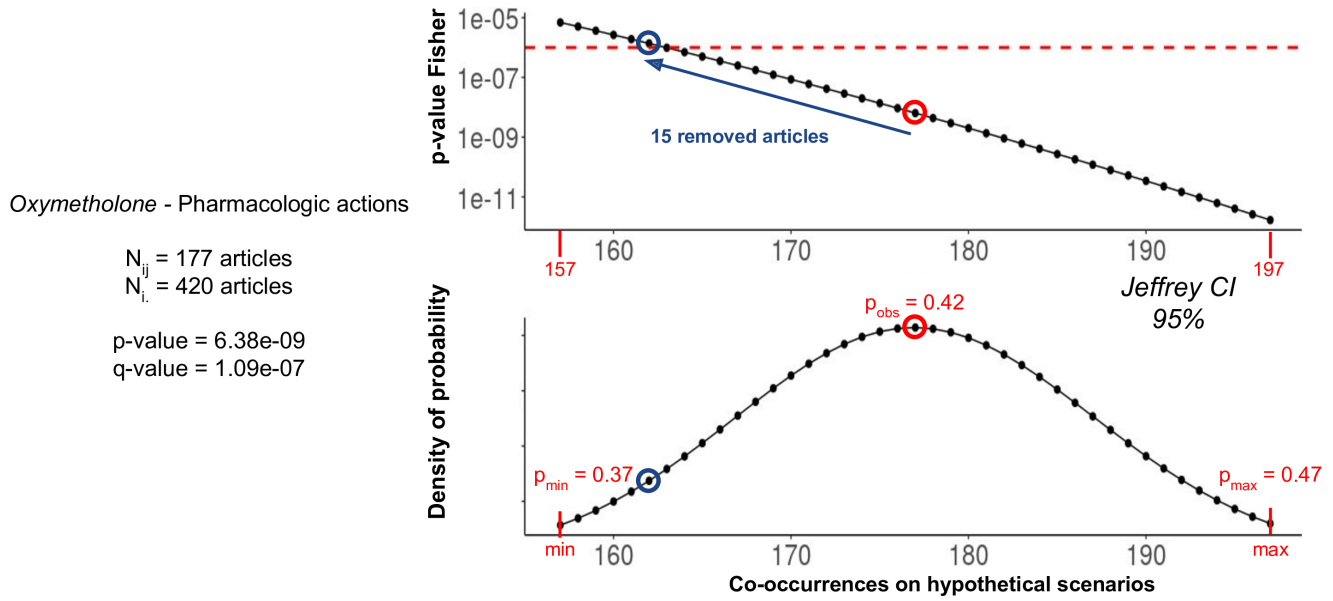 Oxymetholone - Pharmacologic actions
Nij = 177 articles
Ni. = 420 articles
p-value = 6.38e-09
q-value = 1.09e-07
p-value Fisher
1e-05
1e-07
1e-09
1e-11
15 removed articles
160
170
180
190
157
197
Jeffrey CI
95%
Density of probability
pobs = 0.42
pmin = 0.37
pmax = 0.47
min
160
170
180
190
max
Co-occurrences on hypothetical scenarios